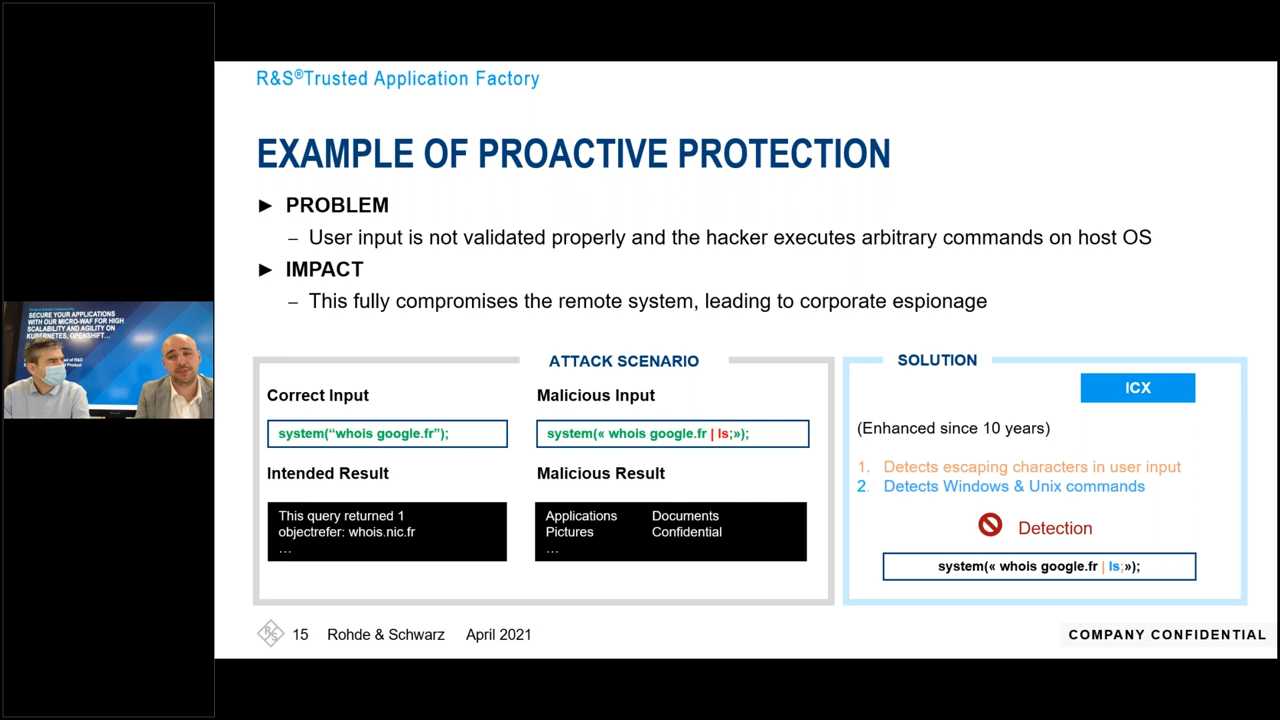 R&S®Trusted Application Factory
EXAMPLE OF PROACTIVE PROTECTION
► PROBLEM
– User input is not validated properly and the hacker executes arbitrary commands on host OS
► IMPACT
– This fully compromises the remote system, leading to corporate espionage
ATTACK SCENARIO
Correct Input
system(“whois google.fr”);
Intended Result
This query returned 1
objectrefer: whois.nic.fr
...
Malicious Input
system(« whois google.fr | ls;»);
Malicious Result
Applications Documents
Pictures Confidential
...
SOLUTION
ICX
(Enhanced since 10 years)
1. Detects escaping characters in user input
2. Detects Windows & Unix commands
Detection
system(« whois google.fr | ls;»);
15 Rohde & Schwarz April 2021
COMPANY CONFIDENTIAL
SECURE YOUR APPLICATIONS
WITH OUR MICRO-WAF FOR HIGH
SCALABILITY AND AGILITY ON
KUBERNETES, OPENSHIFT...